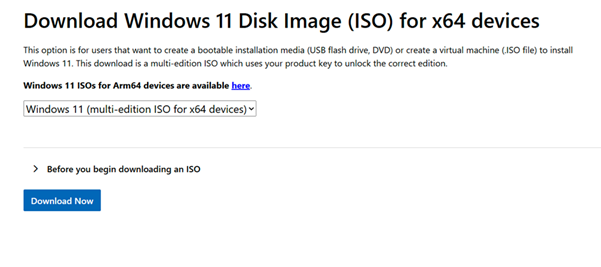 Download Windows 11 Disk Image (ISO) for x64 devices
This option is for users that want to create a bootable installation media (USB flash drive, DVD) or create a virtual machine (.ISO file) to install
Windows 11. This download is a multi-edition ISO which uses your product key to unlock the correct edition.
Windows 11 ISOs for Arm64 devices are available here.
Windows 11 (multi-edition ISO for x64 devices)
Before you begin downloading an ISO
Download Now